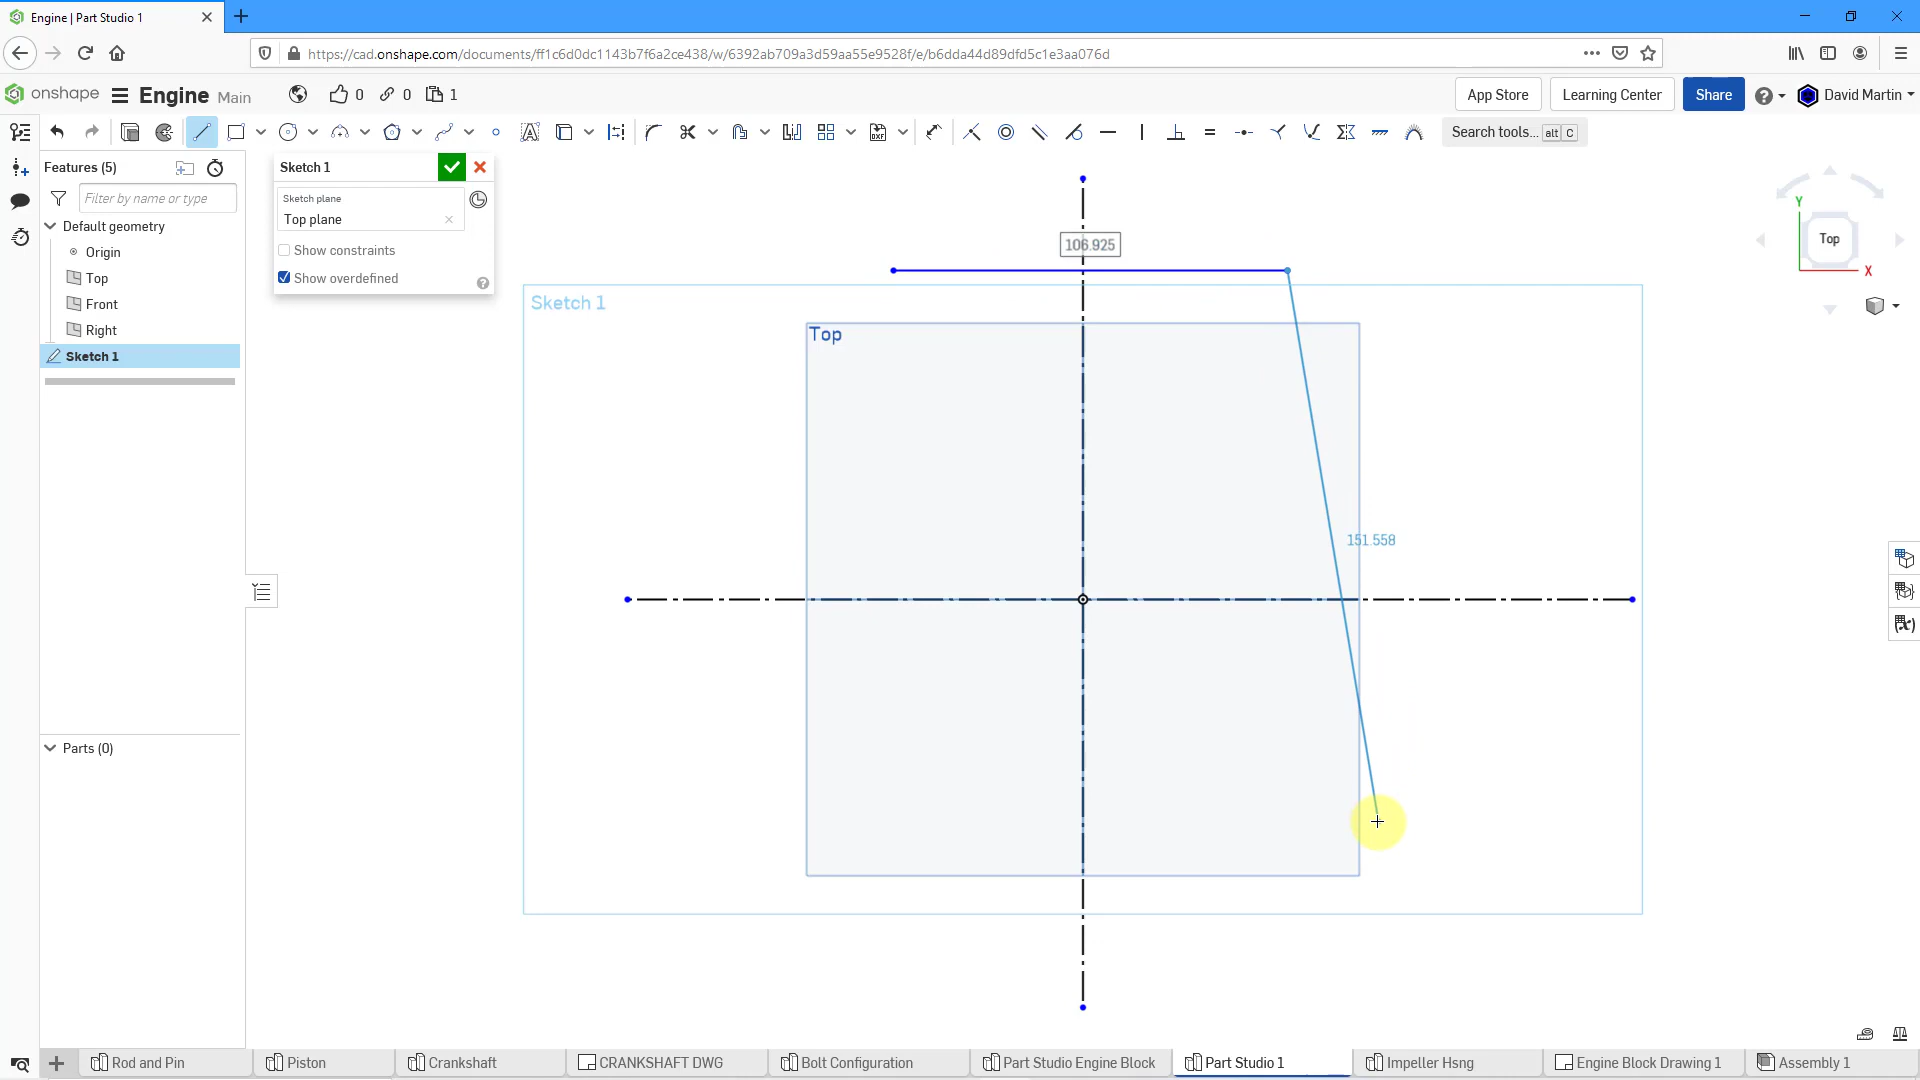 Engine | Part Studio 1
https://cad.onshape.com/documents/ff1c6d0dc1143b7f6a2ce438/w/6392ab709a3d59aa55e9528f/e/b6dda44d89dfd5c1e3aa076d
onshape Engine Main 0 0 1 App Store Learning Center Share David Martin
Search tools... alt C
Features (5)
Filter by name or type
Default geometry
Origin
Top
Front
Right
Sketch 1
Parts (0)
Sketch 1
Sketch plane
Top plane
Show constraints
Show overdefined
106.925
Sketch 1
Top
151.558
Y
Top
X
Rod and Pin Piston Crankshaft CRANKSHAFT DWG Bolt Configuration Part Studio Engine Block Part Studio 1 Impeller Hsng Engine Block Drawing 1 Assembly 1